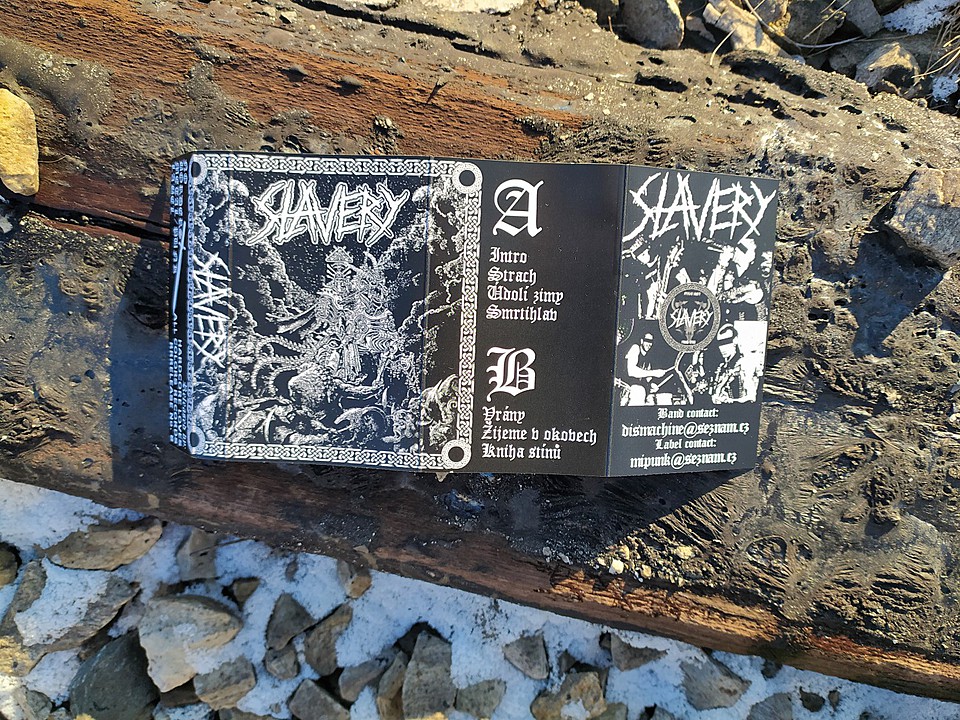 SLAVERY
SLAVERY
A
Intro
Strach
Údolí zimy
Smrtihlav
B
Vrány
Žijeme v okovech
Kniha stínů
SLAVERY
SLAVERY
Band contact:
dismachine@seznam.cz
Label contact:
mipunk@seznam.cz